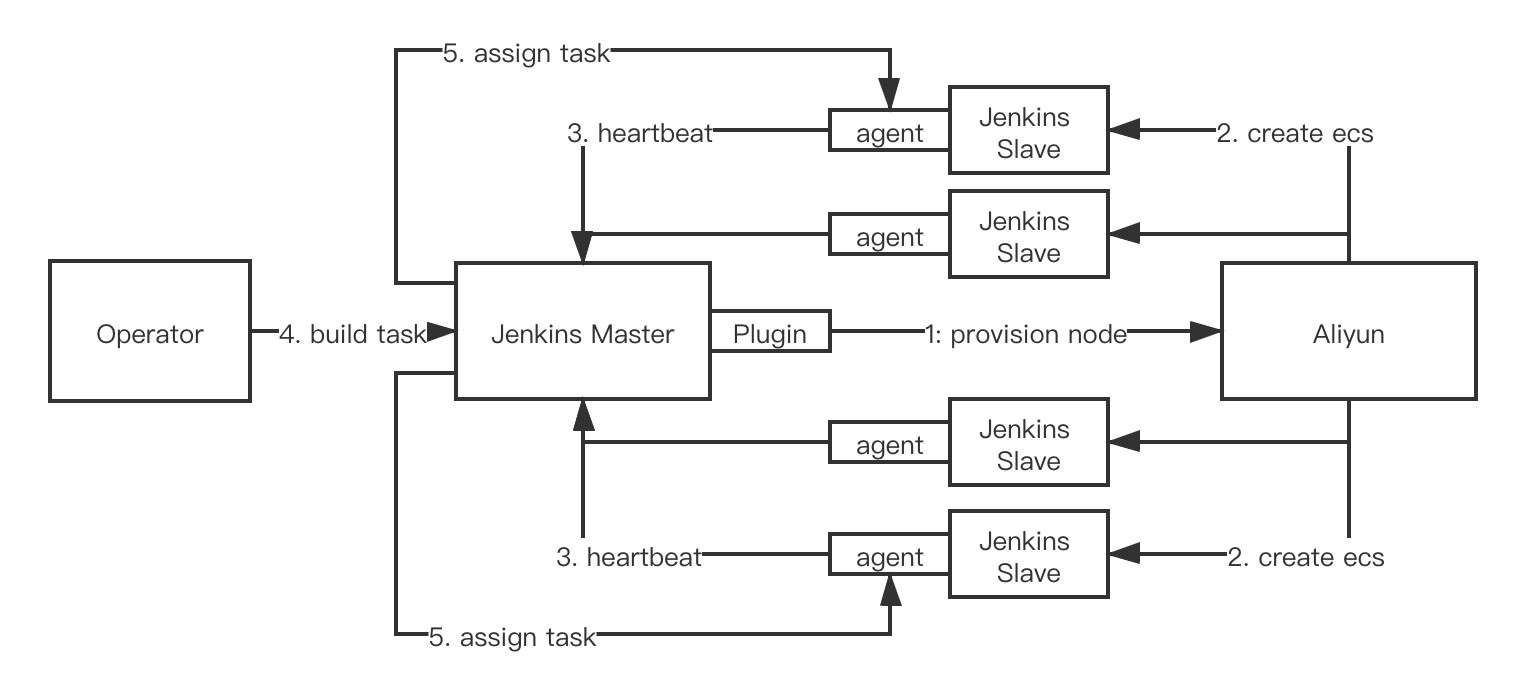 5. assign task
3. heartbeat
agent
Jenkins
Slave
2. create ecs
agent
Jenkins
Slave
Operator
4. build task
Jenkins Master
Plugin
1: provision node
Aliyun
agent
Jenkins
Slave
3. heartbeat
agent
Jenkins
Slave
2. create ecs
5. assign task